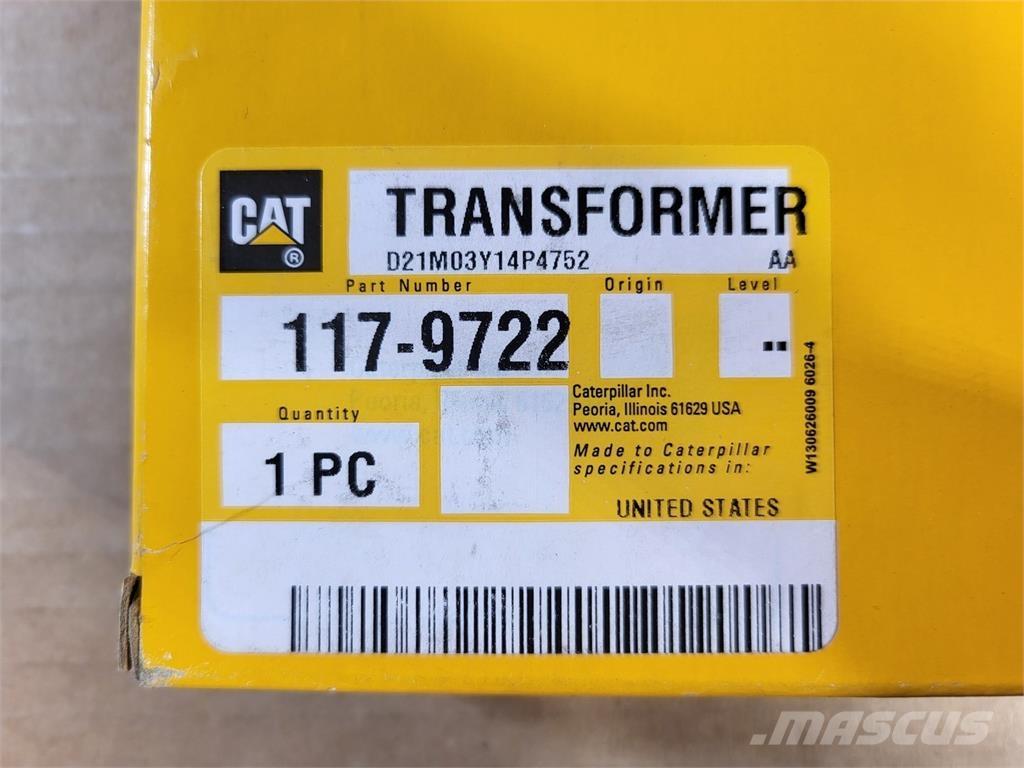 CAT
®
TRANSFORMER
D21M03Y14P4752 AA
Part Number Origin Level
117-9722 ..
Caterpillar Inc.
Peoria, Illinois 61629 USA
www.cat.com
Quantity
1 PC
Made to Caterpillar
specifications in:
UNITED STATES
W130626009 6026-4
MASCUS